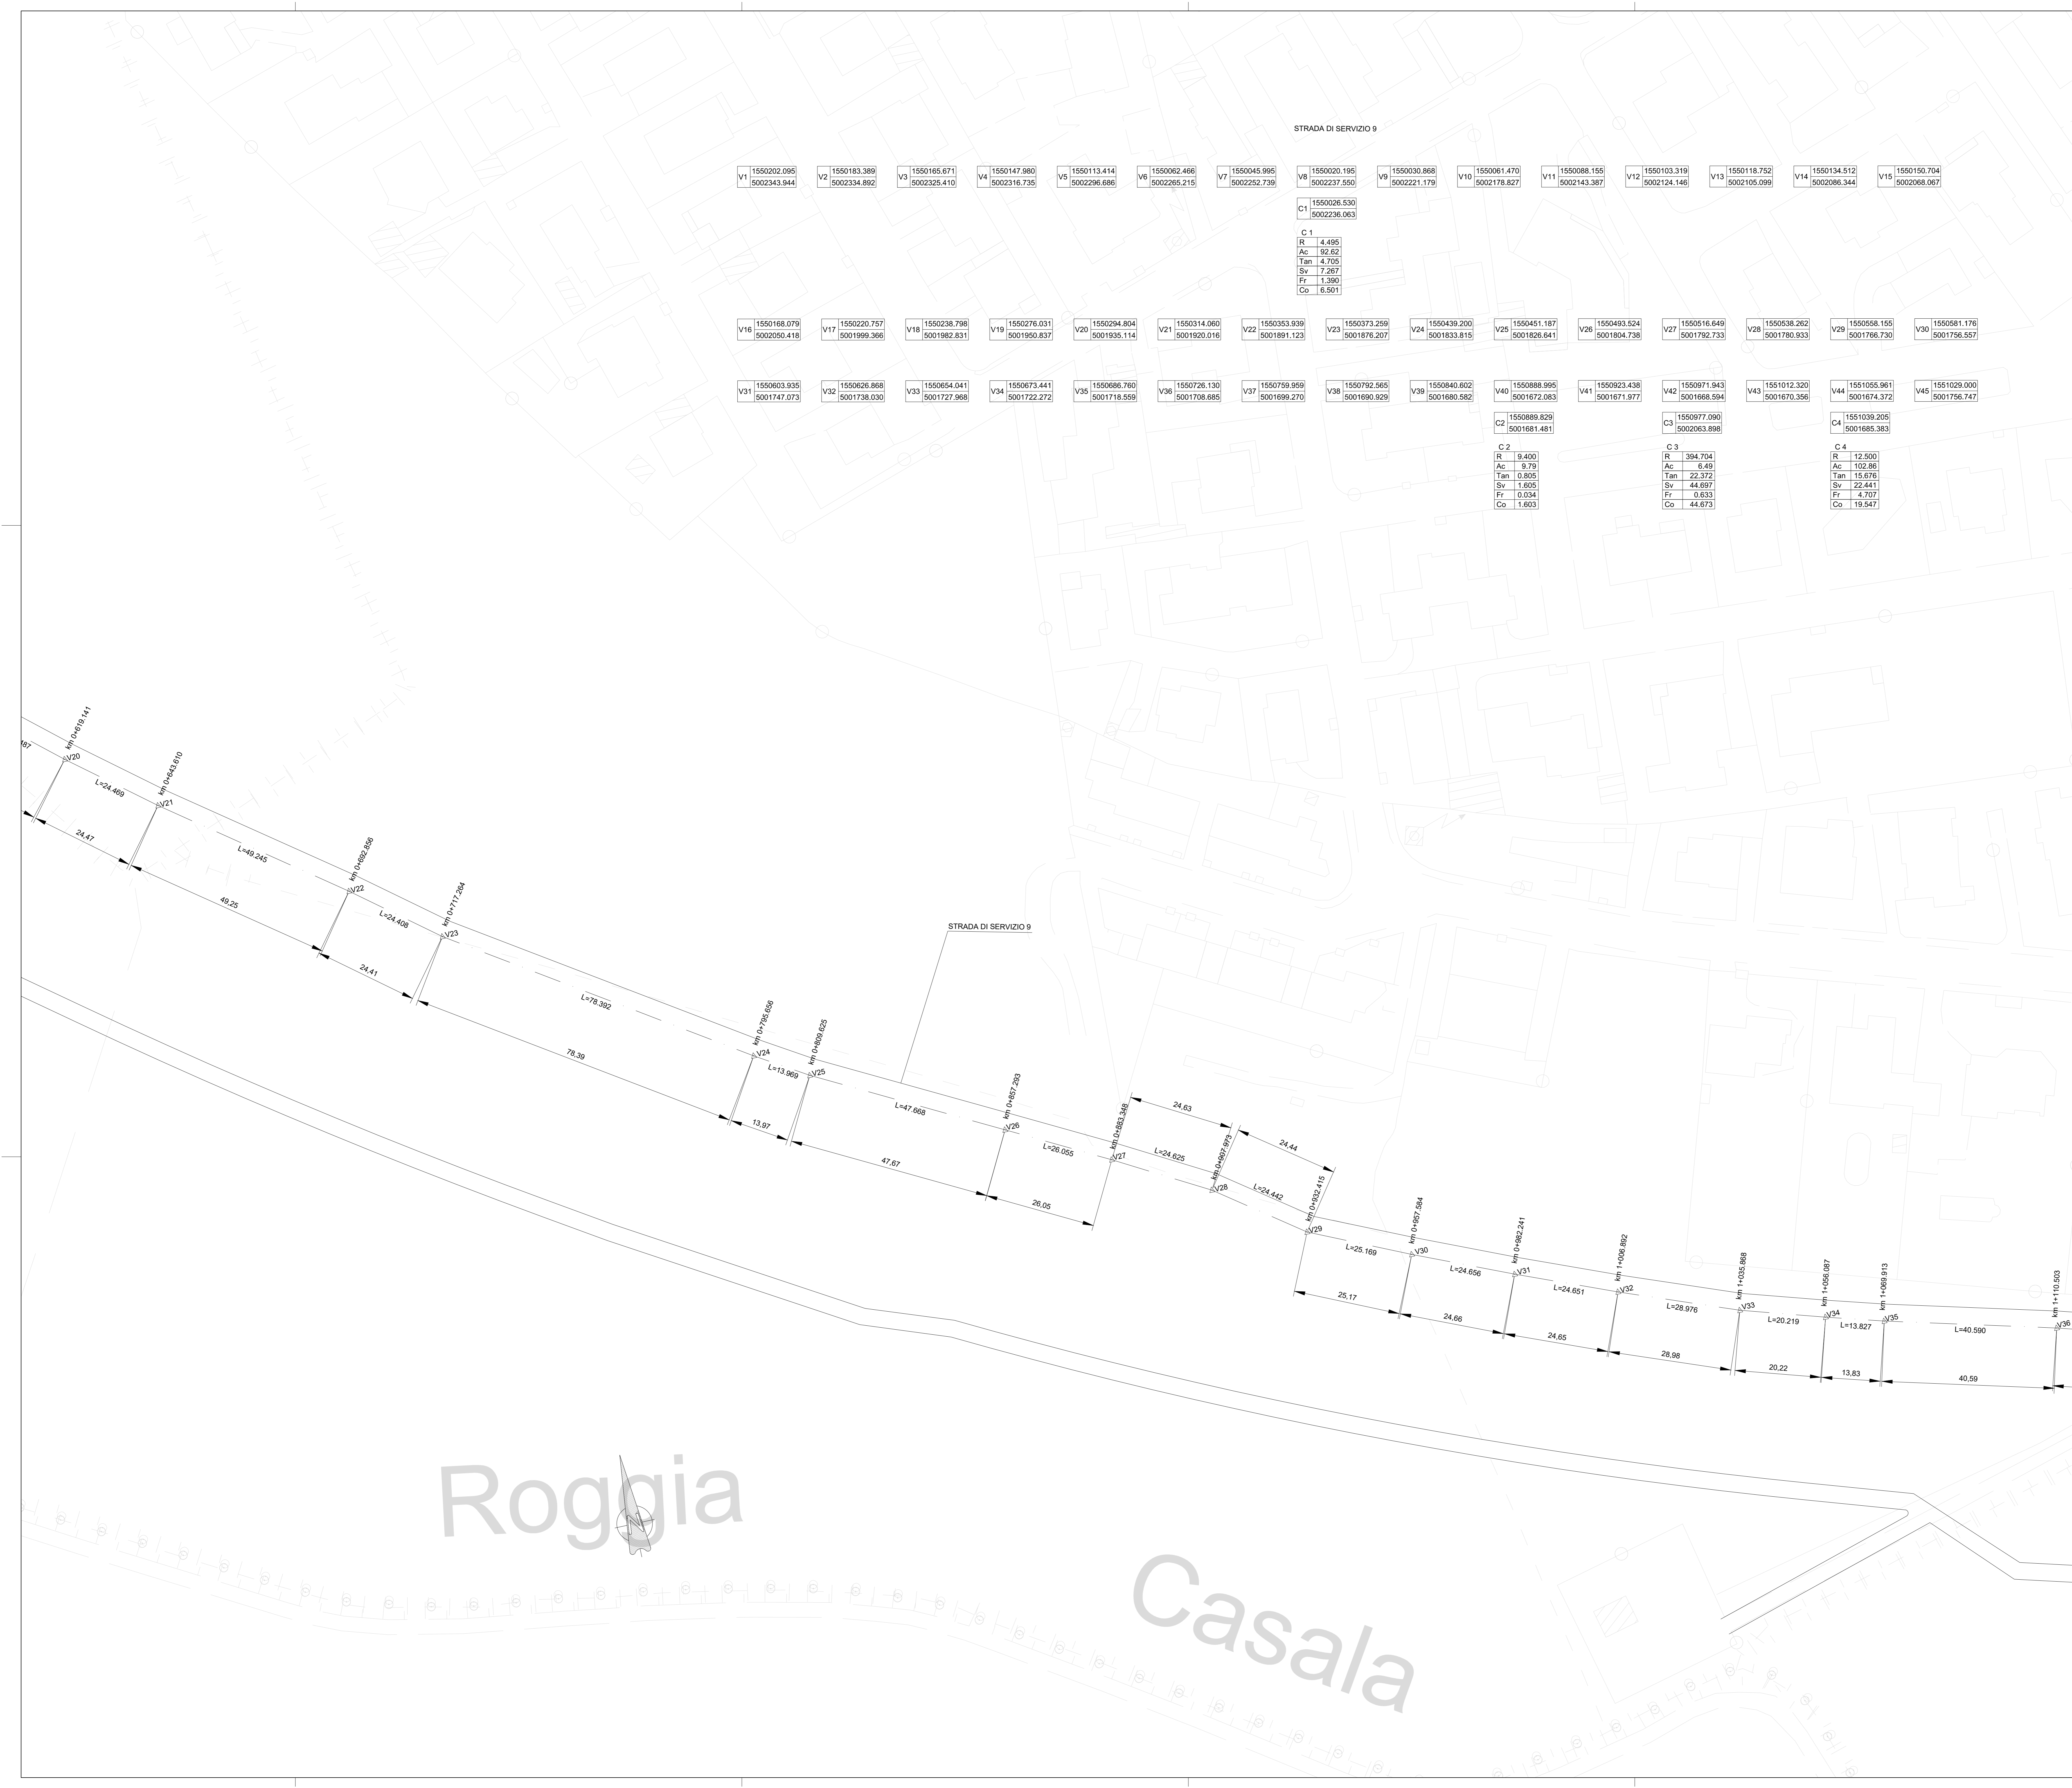 STRADA DI SERVIZIO 9
V1 1550202.095 V2 1550183.389 V3 1550165.671 V4 1550147.980 V5 1550113.414 V6 1550062.466 V7 1550045.995 V8 1550020.195 V9 1550030.868 V10 1550061.470 V11 1550088.155 V12 1550103.319 V13 1550118.752 V14 1550134.512 V15 1550150.704
5002343.944 5002334.892 5002325.410 5002316.735 5002296.686 5002265.215 5002252.739 5002237.550 5002221.179 5002178.827 5002143.387 5002124.146 5002105.099 5002086.344 5002068.067
C1 1550026.530
5002236.063
C 1
R 4.495
Ac 92.62
Tan 4.705
Sv 7.267
Fr 1.390
Co 6.501
V16 1550168.079 V17 1550220.757 V18 1550238.798 V19 1550276.031 V20 1550294.804 V21 1550314.060 V22 1550353.939 V23 1550373.259 V24 1550439.200 V25 1550451.187 V26 1550493.524 V27 1550516.649 V28 1550538.262 V29 1550558.155 V30 1550581.176
5002050.418 5001999.366 5001982.831 5001950.837 5001935.114 5001920.016 5001891.123 5001876.207 5001833.815 5001826.641 5001804.738 5001792.733 5001780.933 5001766.730 5001756.557
V31 1550603.935 V32 1550626.868 V33 1550654.041 V34 1550673.441 V35 1550686.760 V36 1550726.130 V37 1550759.959 V38 1550792.565 V39 1550840.602 V40 1550888.995 V41 1550923.438 V42 1550971.943 V43 1551012.320 V44 1551055.961 V45 1551029.000
5001747.073 5001738.030 5001727.968 5001722.272 5001718.559 5001708.685 5001699.270 5001690.929 5001680.582 5001672.083 5001671.977 5001668.594 5001670.356 5001674.372 5001756.747
C2 1550889.829 C3 1550977.090 C4 1551039.205
5001681.481 5002063.898 5001685.383
C 2 C 3 C 4
R 9.400 R 394.704 R 12.500
Ac 9.79 Ac 6.49 Ac 102.86
Tan 0.805 Tan 22.372 Tan 15.676
Sv 1.605 Sv 44.697 Sv 22.441
Fr 0.034 Fr 0.633 Fr 4.707
Co 1.603 Co 44.673 Co 19.547
187
km 0+619.141
V20
L=24.469
24,47
km 0+643.610
V21
L=49.245
49,25
km 0+692.856
V22
L=24.408
24,41
km 0+717.264
V23
L=78.392
78,39
STRADA DI SERVIZIO 9
km 0+795.656
V24
L=13.969
13,97
km 0+809.625
V25
L=47.668
47,67
km 0+857.293
V26
L=26.055
26,05
km 0+883.348
V27
24,63
L=24.625
km 0+907.973
V28
24,44
L=24.442
km 0+932.415
V29
L=25.169
25,17
km 0+957.584
V30
L=24.656
24,66
km 0+982.241
V31
L=24.651
24,65
km 1+006.892
V32
L=28.976
28,98
km 1+035.868
V33
L=20.219
20,22
km 1+056.087
V34
L=13.827
13,83
km 1+069.913
V35
L=40.590
40,59
km 1+110.503
V36
Roggia
N
Casala